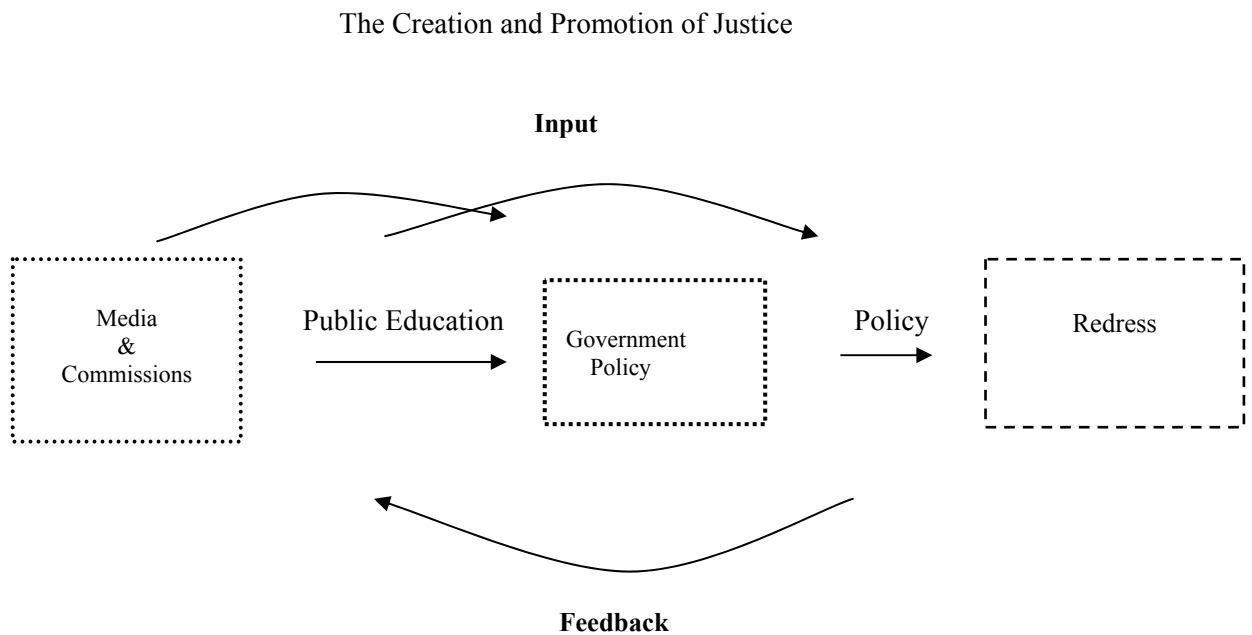 The Creation and Promotion of Justice
Input
Media
&
Commissions
Public Education
Government
Policy
Policy
Redress
Feedback